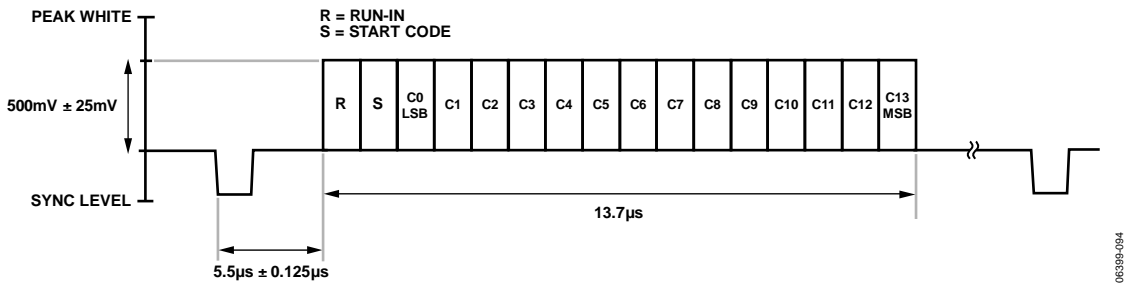 PEAK WHITE
R = RUN-IN
S = START CODE
500mV ± 25mV
R
S
C0
LSB
C1
C2
C3
C4
C5
C6
C7
C8
C9
C10
C11
C12
C13
MSB
SYNC LEVEL
13.7µs
5.5µs ± 0.125µs
06399-094